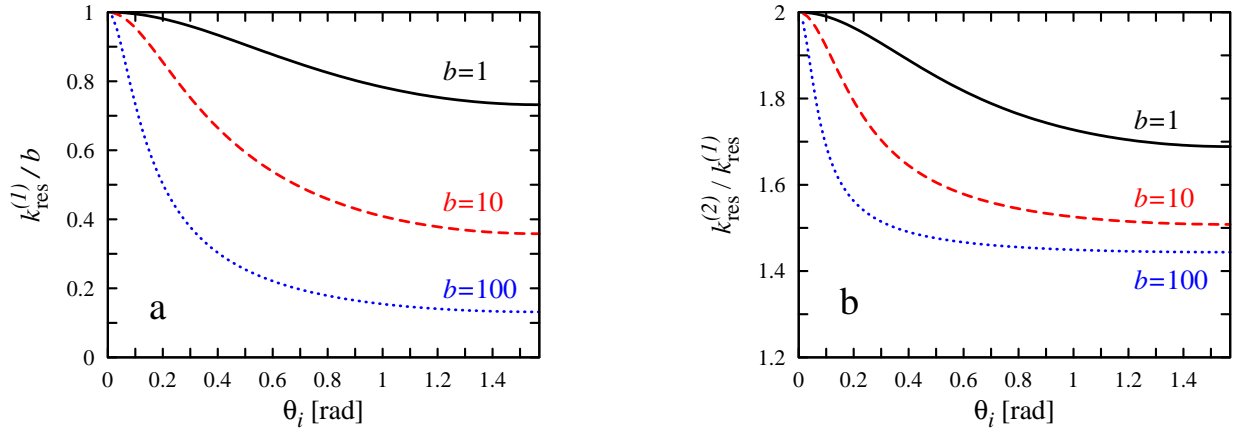 1
0.8
0.6
0.4
0.2
0
0 0.2 0.4 0.6 0.8 1 1.2 1.4
k_res^(1) / b
θ_i [rad]
b=1
b=10
b=100
a
2
1.8
1.6
1.4
1.2
0 0.2 0.4 0.6 0.8 1 1.2 1.4
k_res^(2) / k_res^(1)
θ_i [rad]
b=1
b=10
b=100
b